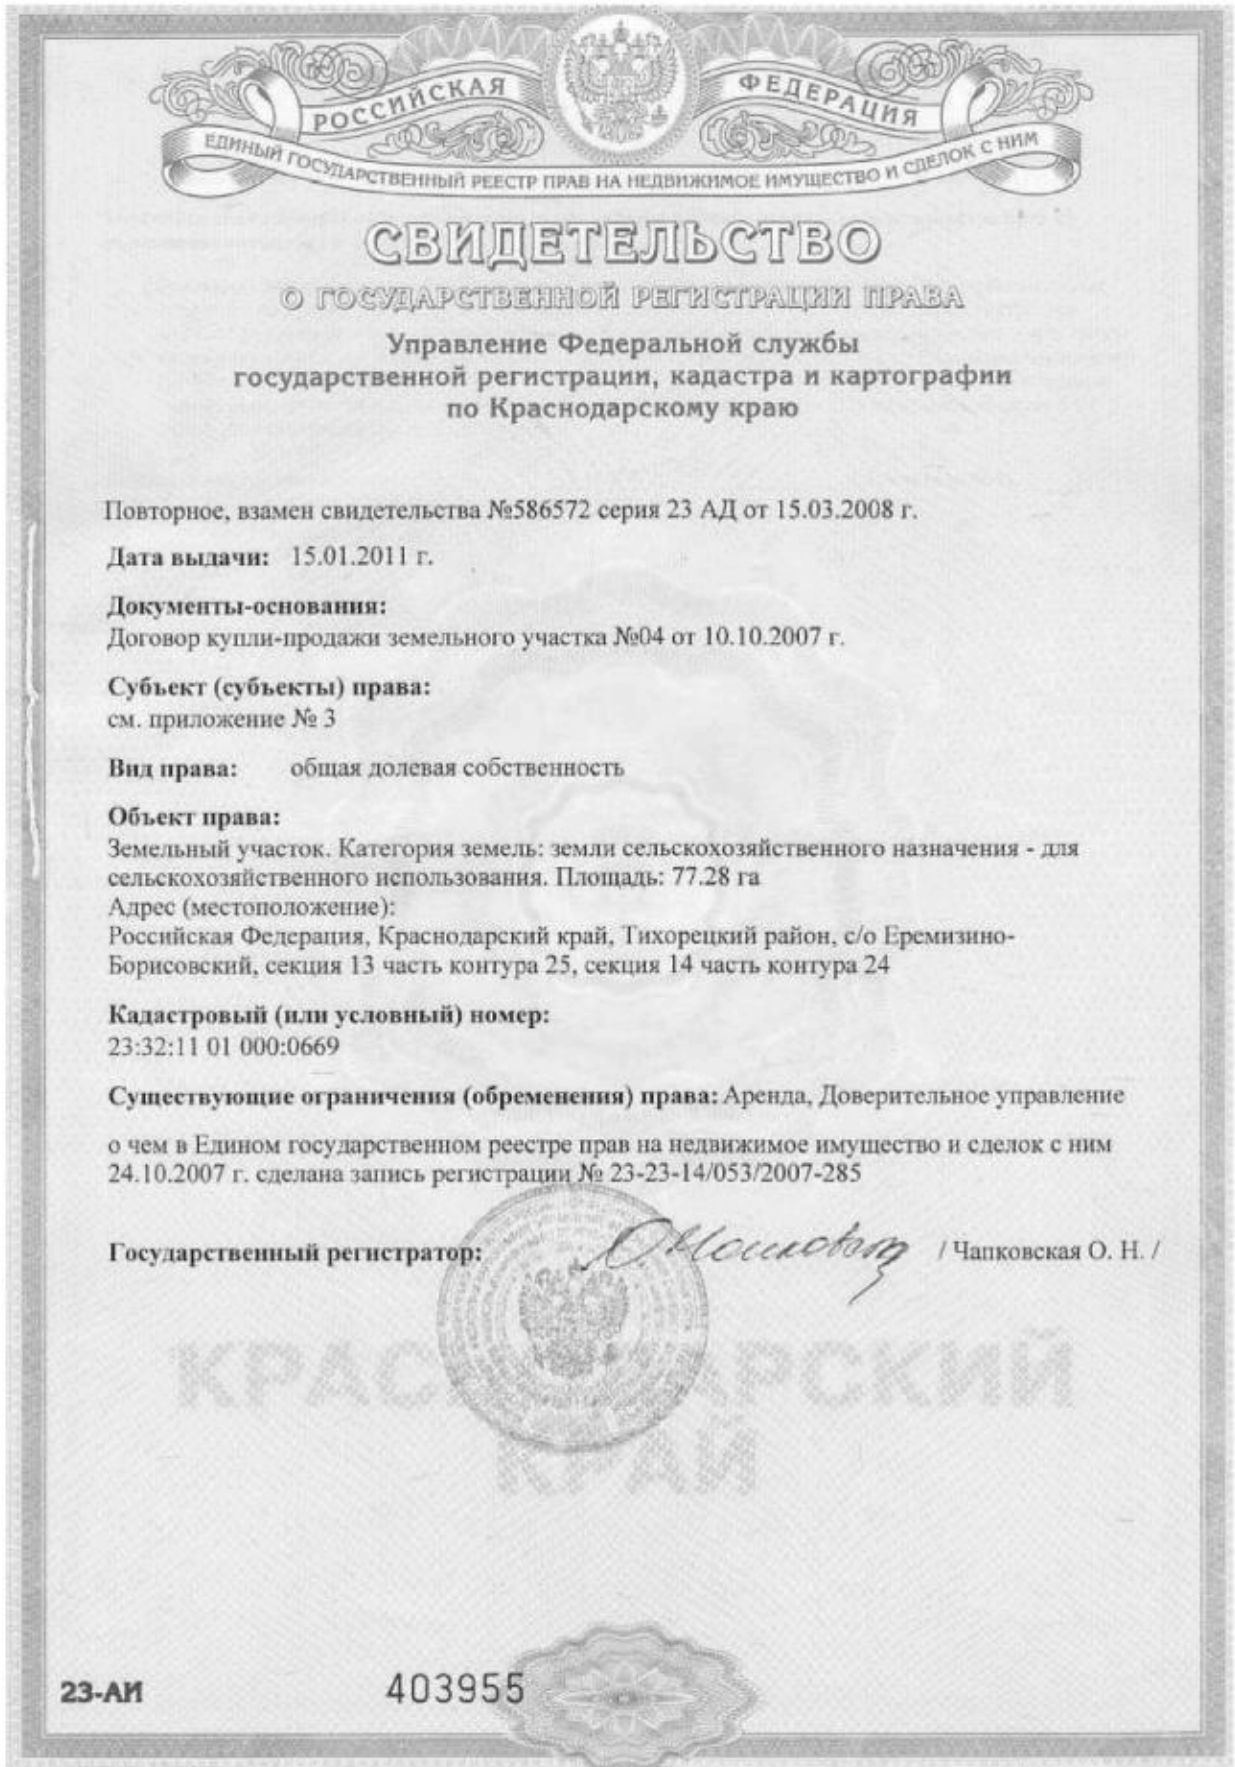 РОССИЙСКАЯ ФЕДЕРАЦИЯ
ЕДИНЫЙ ГОСУДАРСТВЕННЫЙ РЕЕСТР ПРАВ НА НЕДВИЖИМОЕ ИМУЩЕСТВО И СДЕЛОК С НИМ
СВИДЕТЕЛЬСТВО
О ГОСУДАРСТВЕННОЙ РЕГИСТРАЦИИ ПРАВА
Управление Федеральной службы
государственной регистрации, кадастра и картографии
по Краснодарскому краю
Повторное, взамен свидетельства №586572 серия 23 АД от 15.03.2008 г.
Дата выдачи: 15.01.2011 г.
Документы-основания:
Договор купли-продажи земельного участка №04 от 10.10.2007 г.
Субъект (субъекты) права:
см. приложение № 3
Вид права: общая долевая собственность
Объект права:
Земельный участок. Категория земель: земли сельскохозяйственного назначения - для
сельскохозяйственного использования. Площадь: 77.28 га
Адрес (местоположение):
Российская Федерация, Краснодарский край, Тихорецкий район, с/о Еремизино-
Борисовский, секция 13 часть контура 25, секция 14 часть контура 24
Кадастровый (или условный) номер:
23:32:11 01 000:0669
Существующие ограничения (обременения) права: Аренда, Доверительное управление
о чем в Едином государственном реестре прав на недвижимое имущество и сделок с ним
24.10.2007 г. сделана запись регистрации № 23-23-14/053/2007-285
Государственный регистратор: / Чапковская О. Н. /
КРАСНОДАРСКИЙ
КРАЙ
23-АИ 403955